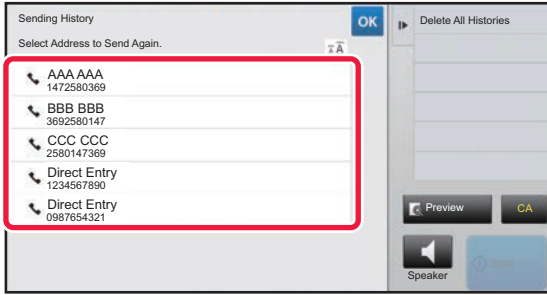 Sending History
OK
Delete All Histories
Select Address to Send Again.
AAA AAA
1472580369
BBB BBB
3692580147
CCC CCC
2580147369
Direct Entry
1234567890
Direct Entry
0987654321
Preview
CA
Speaker
Start